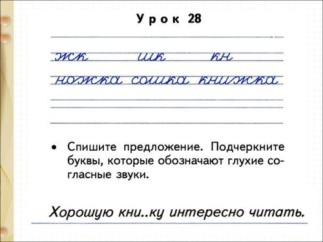 Урок 28
жк шк кн
ножка сошка книжка
• Спишите предложение. Подчеркните
буквы, которые обозначают глухие со-
гласные звуки.
Хорошую кни..ку интересно читать.